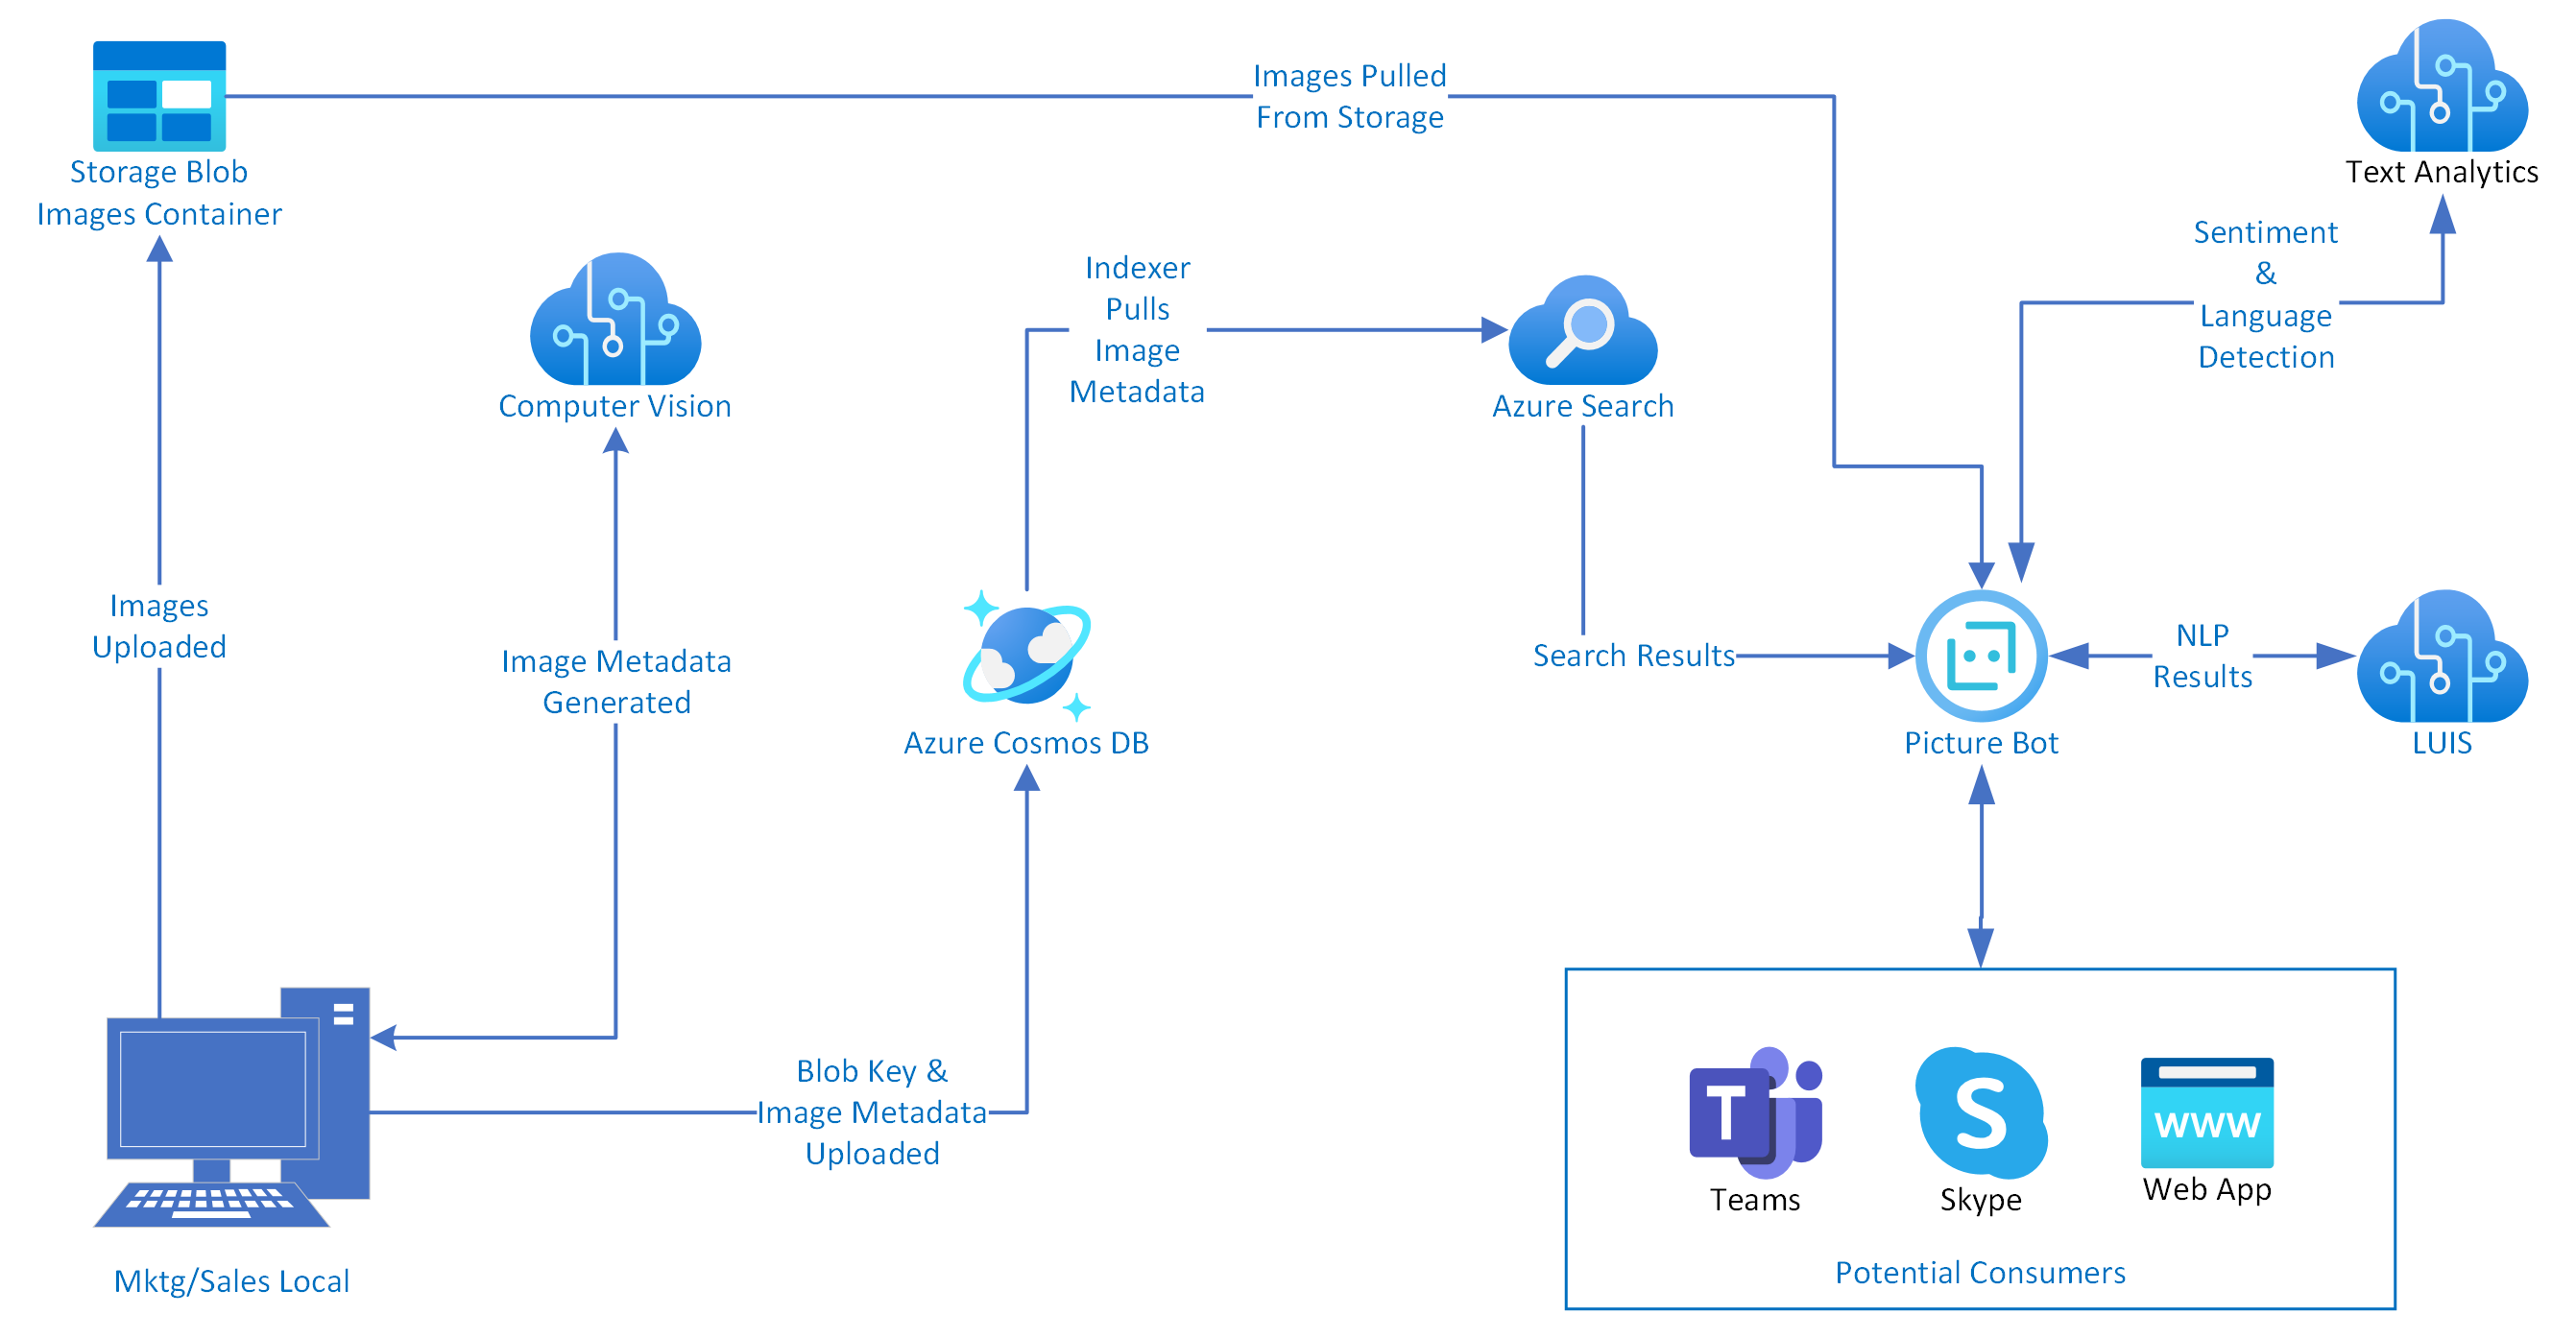 Images Pulled
From Storage
Storage Blob
Images Container
Text Analytics
Sentiment
&
Language
Detection
Indexer
Pulls
Image
Metadata
Computer Vision
Azure Search
Images
Uploaded
Image Metadata
Generated
Search Results
NLP
Results
Azure Cosmos DB
Picture Bot
LUIS
Blob Key &
Image Metadata
Uploaded
T
S
www
Teams
Skype
Web App
Mktg/Sales Local
Potential Consumers